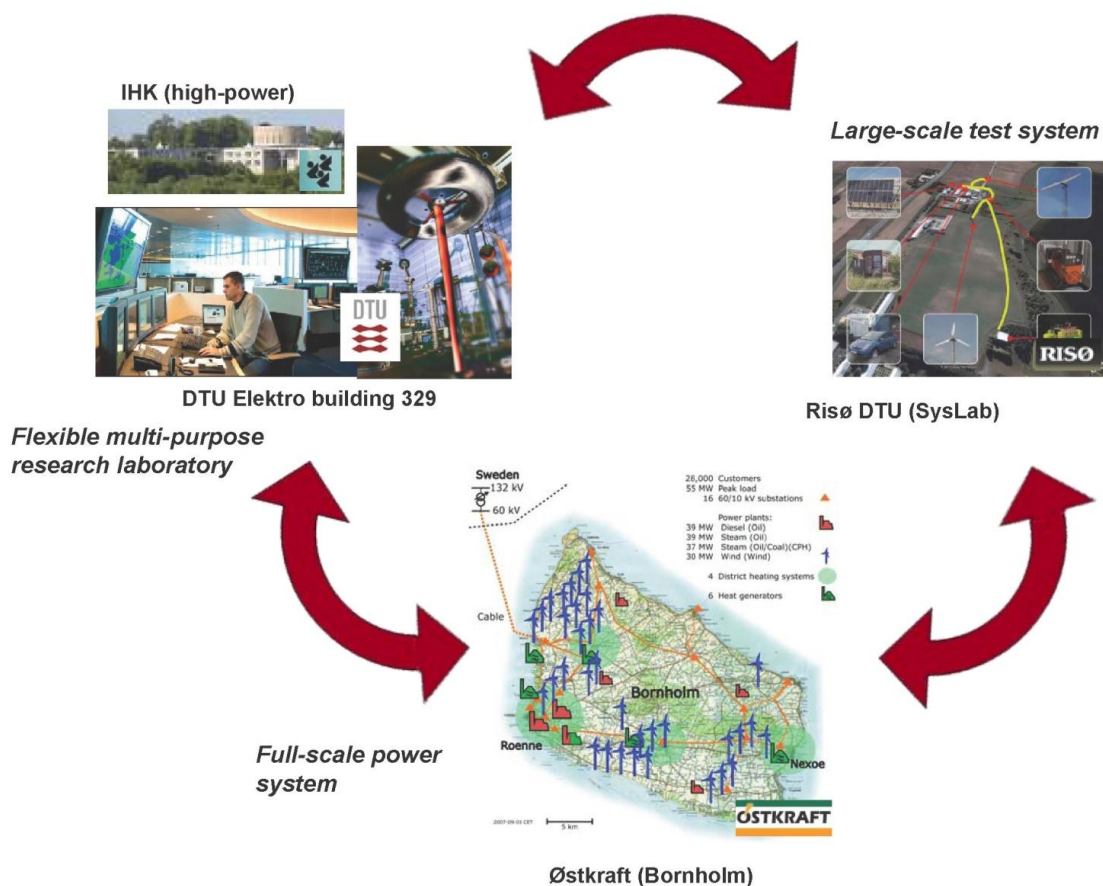 IHK (high-power)
DTU
DTU Elektro building 329
Flexible multi-purpose
research laboratory
Large-scale test system
RISØ
Risø DTU (SysLab)
Sweden
132 kV
60 kV
Cable
28,000 Customers
55 MW Peak load
16 60/10 kV substations
Power plants:
39 MW Diesel (Oil)
39 MW Steam (Oil)
37 MW Steam (Oil/Coal)(CPH)
30 MW Wind (Wind)
4 District heating systems
6 Heat generators
Bornholm
Roenne
Nexoe
Full-scale power
system
2007-09-03 CET
5 km
ØSTKRAFT
Østkraft (Bornholm)